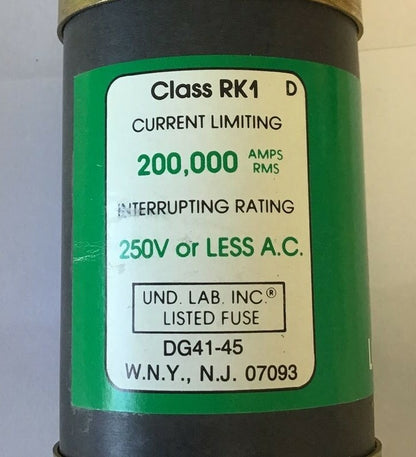 Class RK1 D
CURRENT LIMITING
200,000 AMPS RMS
INTERRUPTING RATING
250V or LESS A.C.
UND. LAB. INC.®
LISTED FUSE
DG41-45
W.N.Y., N.J. 07093